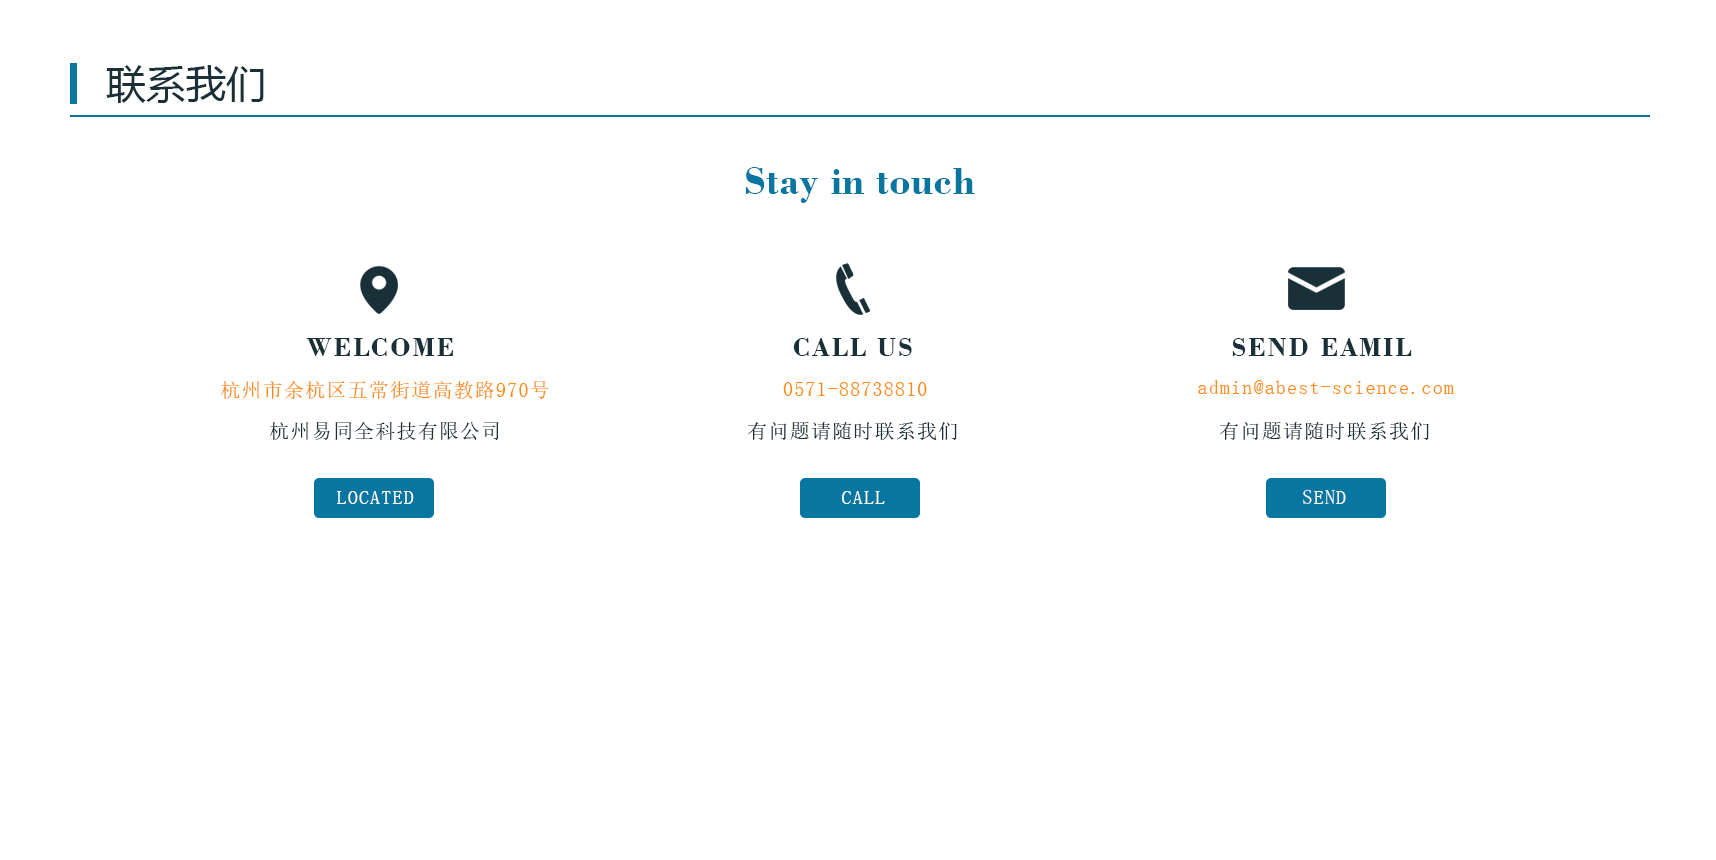 联系我们
Stay in touch
WELCOME
杭州市余杭区五常街道高教路970号
杭州易同全科技有限公司
LOCATED
CALL US
0571-88738810
有问题请随时联系我们
CALL
SEND EAMIL
admin@abest-science.com
有问题请随时联系我们
SEND